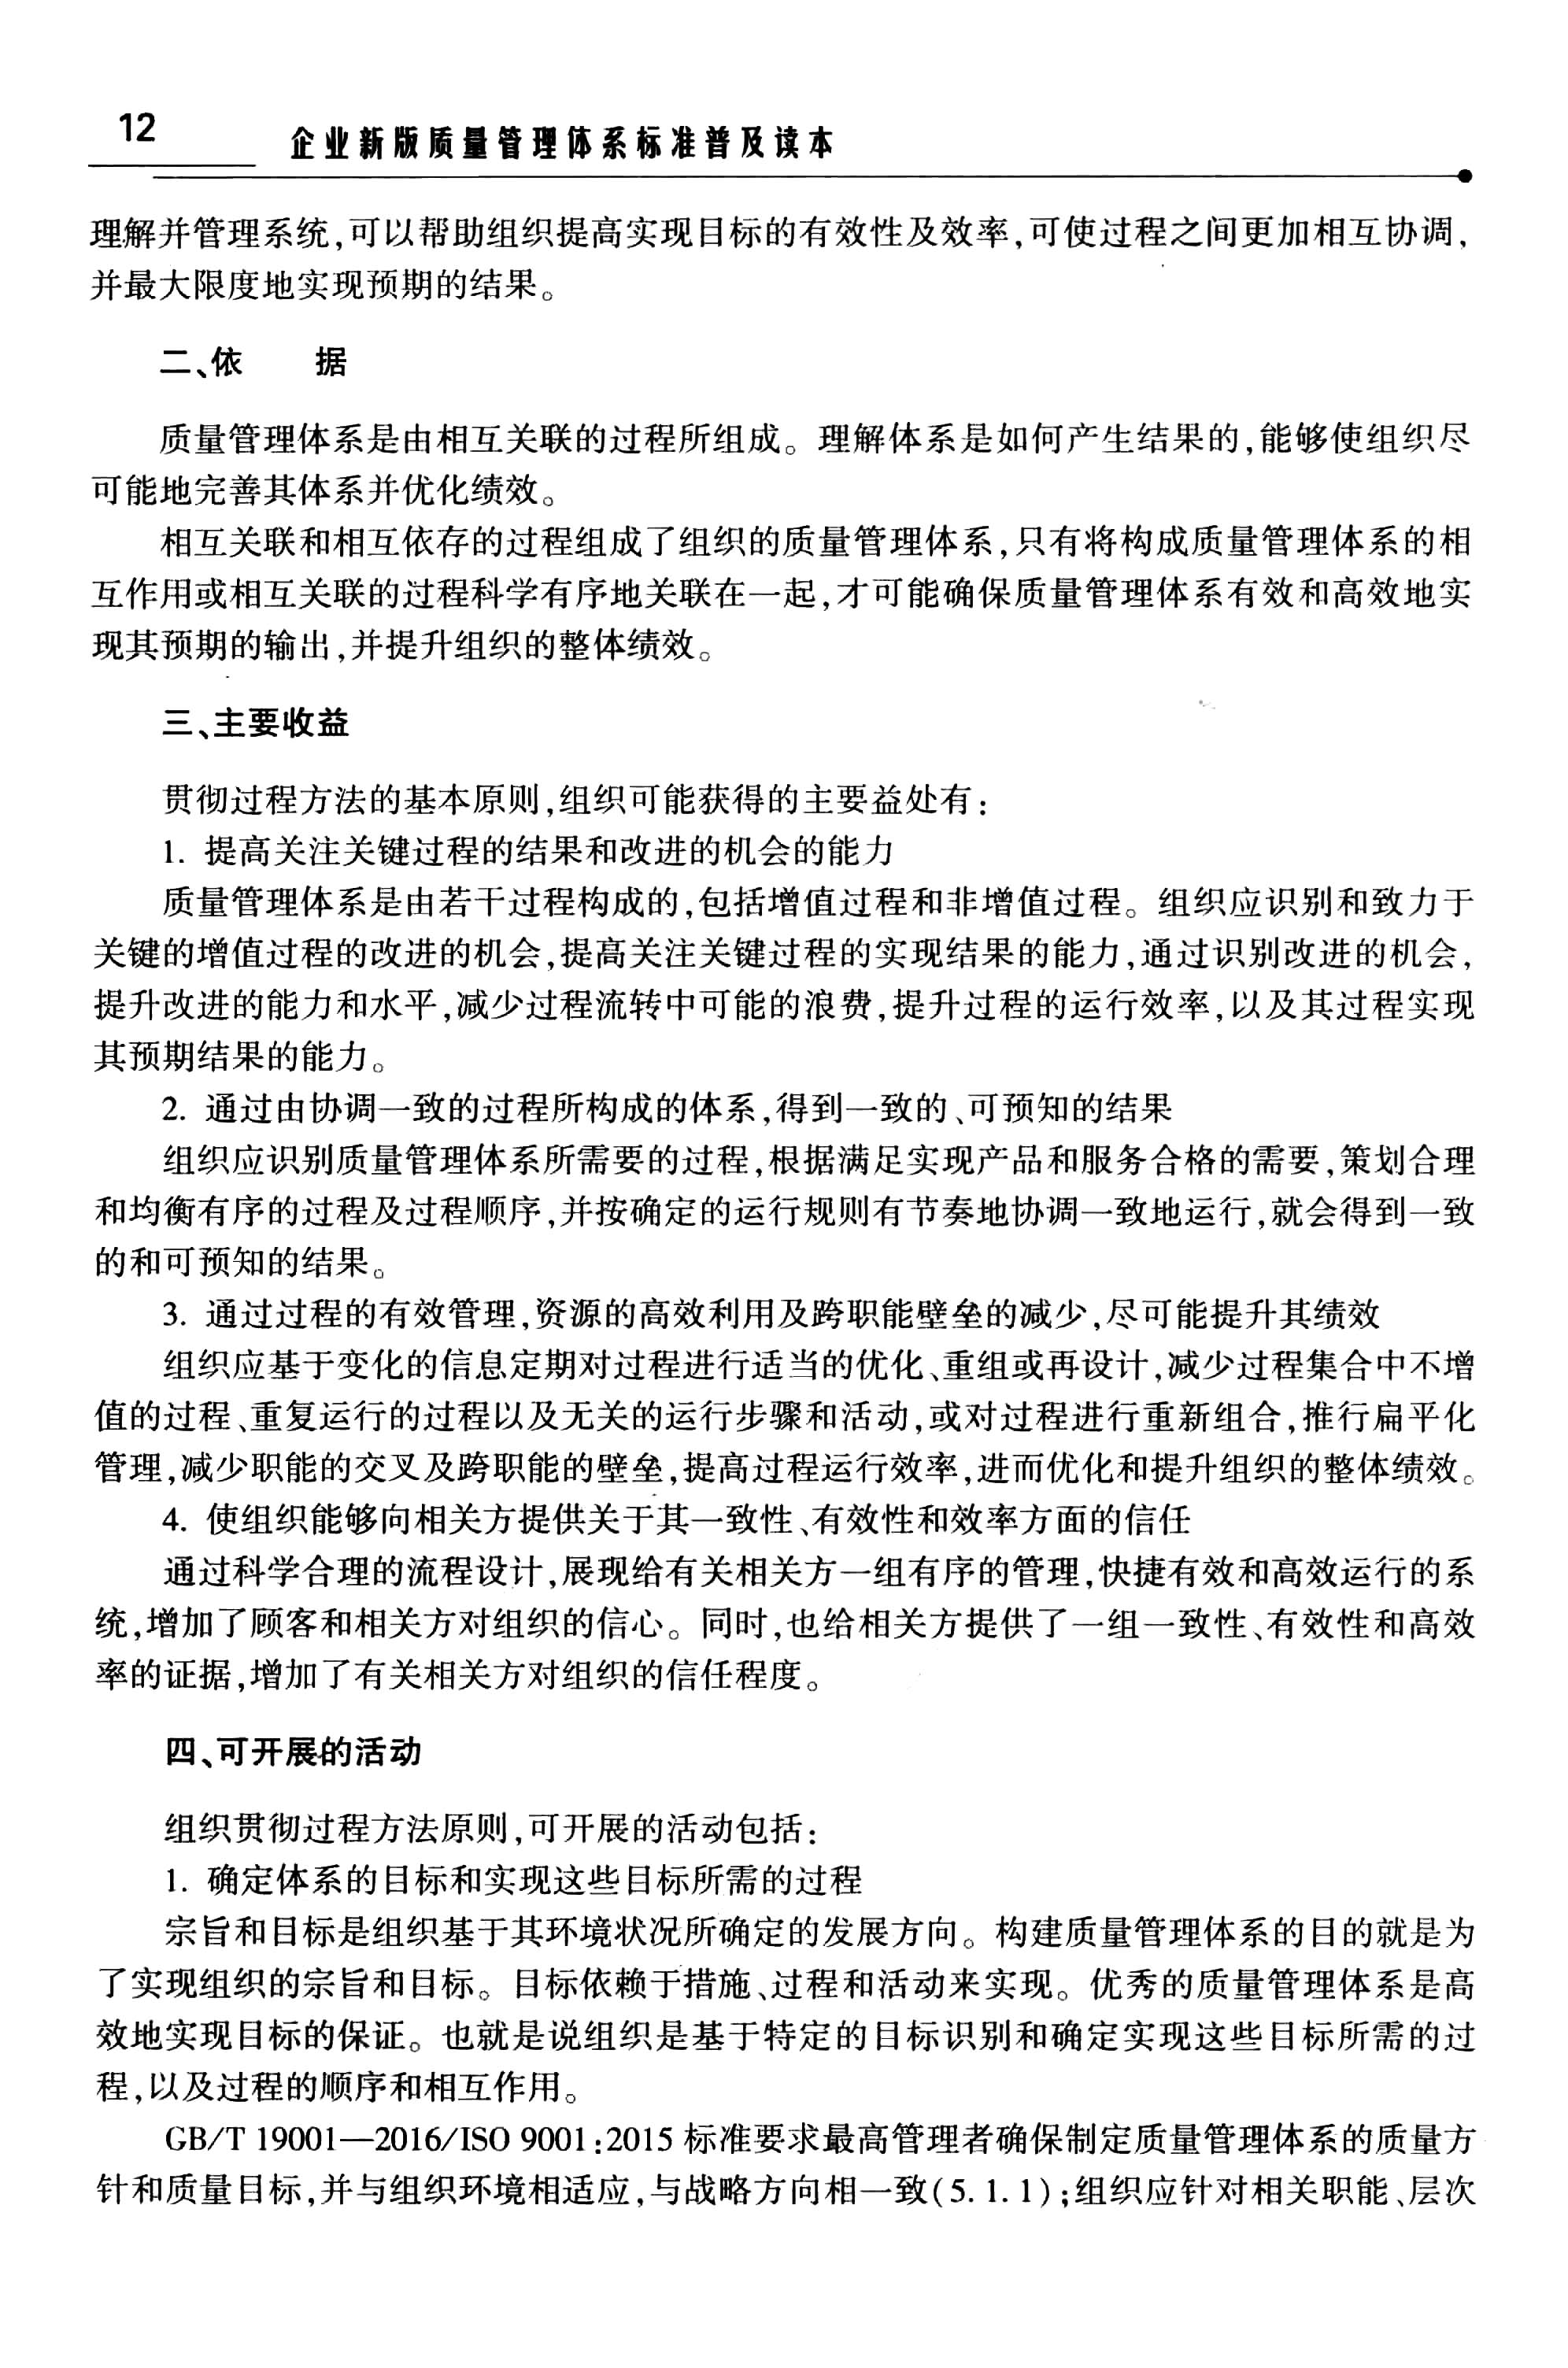 12
企业新版质量管理体系标准普及读本
理解并管理系统,可以帮助组织提高实现目标的有效性及效率,可使过程之间更加相互协调,
并最大限度地实现预期的结果。
二、依　　据
质量管理体系是由相互关联的过程所组成。理解体系是如何产生结果的,能够使组织尽
可能地完善其体系并优化绩效。
相互关联和相互依存的过程组成了组织的质量管理体系,只有将构成质量管理体系的相
互作用或相互关联的过程科学有序地关联在一起,才可能确保质量管理体系有效和高效地实
现其预期的输出,并提升组织的整体绩效。
三、主要收益
贯彻过程方法的基本原则,组织可能获得的主要益处有:
1. 提高关注关键过程的结果和改进的机会的能力
质量管理体系是由若干过程构成的,包括增值过程和非增值过程。组织应识别和致力于
关键的增值过程的改进的机会,提高关注关键过程的实现结果的能力,通过识别改进的机会,
提升改进的能力和水平,减少过程流转中可能的浪费,提升过程的运行效率,以及其过程实现
其预期结果的能力。
2. 通过由协调一致的过程所构成的体系,得到一致的、可预知的结果
组织应识别质量管理体系所需要的过程,根据满足实现产品和服务合格的需要,策划合理
和均衡有序的过程及过程顺序,并按确定的运行规则有节奏地协调一致地运行,就会得到一致
的和可预知的结果。
3. 通过过程的有效管理,资源的高效利用及跨职能壁垒的减少,尽可能提升其绩效
组织应基于变化的信息定期对过程进行适当的优化、重组或再设计,减少过程集合中不增
值的过程、重复运行的过程以及无关的运行步骤和活动,或对过程进行重新组合,推行扁平化
管理,减少职能的交叉及跨职能的壁垒,提高过程运行效率,进而优化和提升组织的整体绩效。
4. 使组织能够向相关方提供关于其一致性、有效性和效率方面的信任
通过科学合理的流程设计,展现给有关相关方一组有序的管理,快捷有效和高效运行的系
统,增加了顾客和相关方对组织的信心。同时,也给相关方提供了一组一致性、有效性和高效
率的证据,增加了有关相关方对组织的信任程度。
四、可开展的活动
组织贯彻过程方法原则,可开展的活动包括:
1. 确定体系的目标和实现这些目标所需的过程
宗旨和目标是组织基于其环境状况所确定的发展方向。构建质量管理体系的目的就是为
了实现组织的宗旨和目标。目标依赖于措施、过程和活动来实现。优秀的质量管理体系是高
效地实现目标的保证。也就是说组织是基于特定的目标识别和确定实现这些目标所需的过
程,以及过程的顺序和相互作用。
GB/T 19001—2016/ISO 9001:2015 标准要求最高管理者确保制定质量管理体系的质量方
针和质量目标,并与组织环境相适应,与战略方向相一致(5. 1. 1);组织应针对相关职能、层次